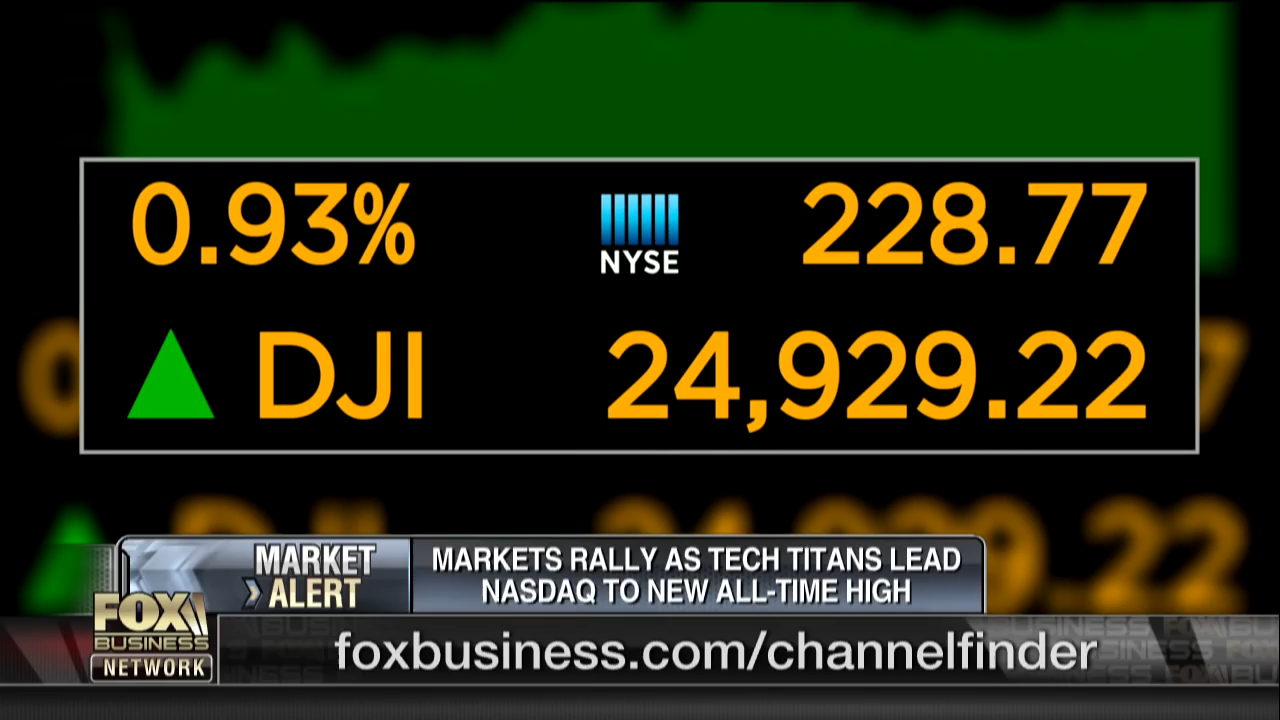 0.93% NYSE 228.77
DJI 24,929.22
MARKET
ALERT
MARKETS RALLY AS TECH TITANS LEAD
NASDAQ TO NEW ALL-TIME HIGH
FOX
BUSINESS
NETWORK
foxbusiness.com/channelfinder